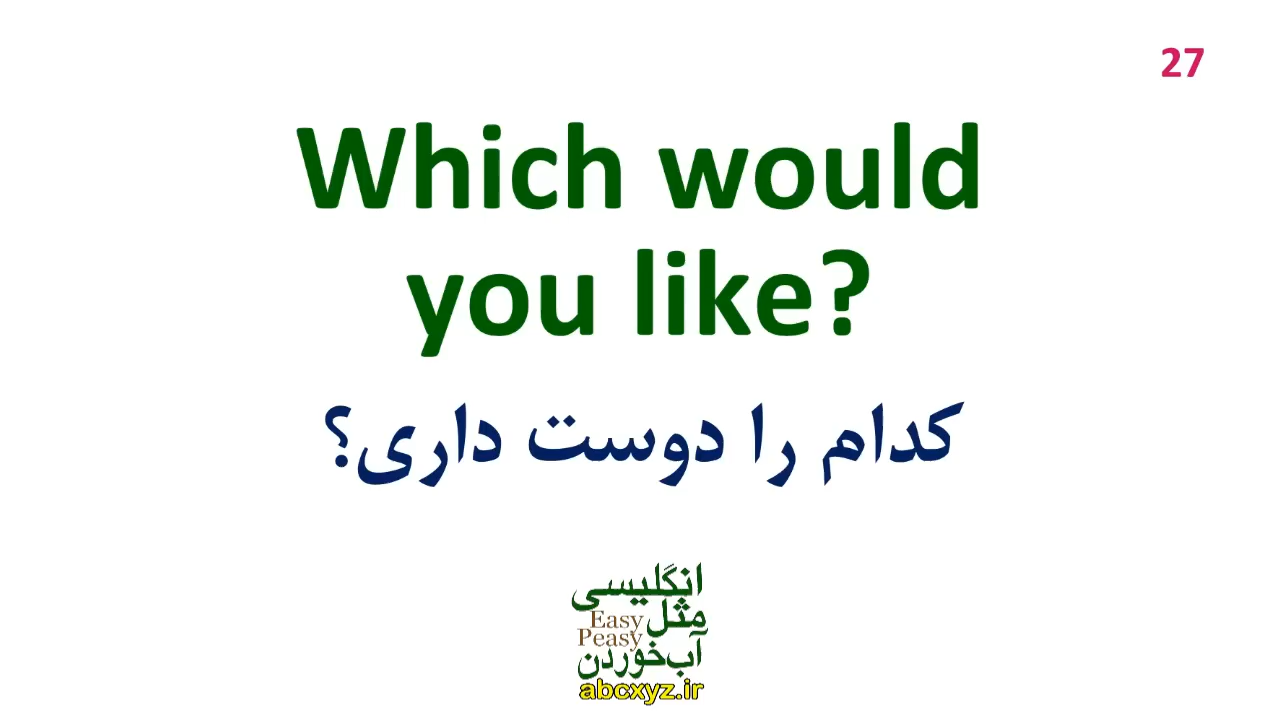 27
Which would
you like?
کدام را دوست داری؟
انگلیسی
مثل
Easy
Peasy
آب‌خوردن
abcxyz.ir